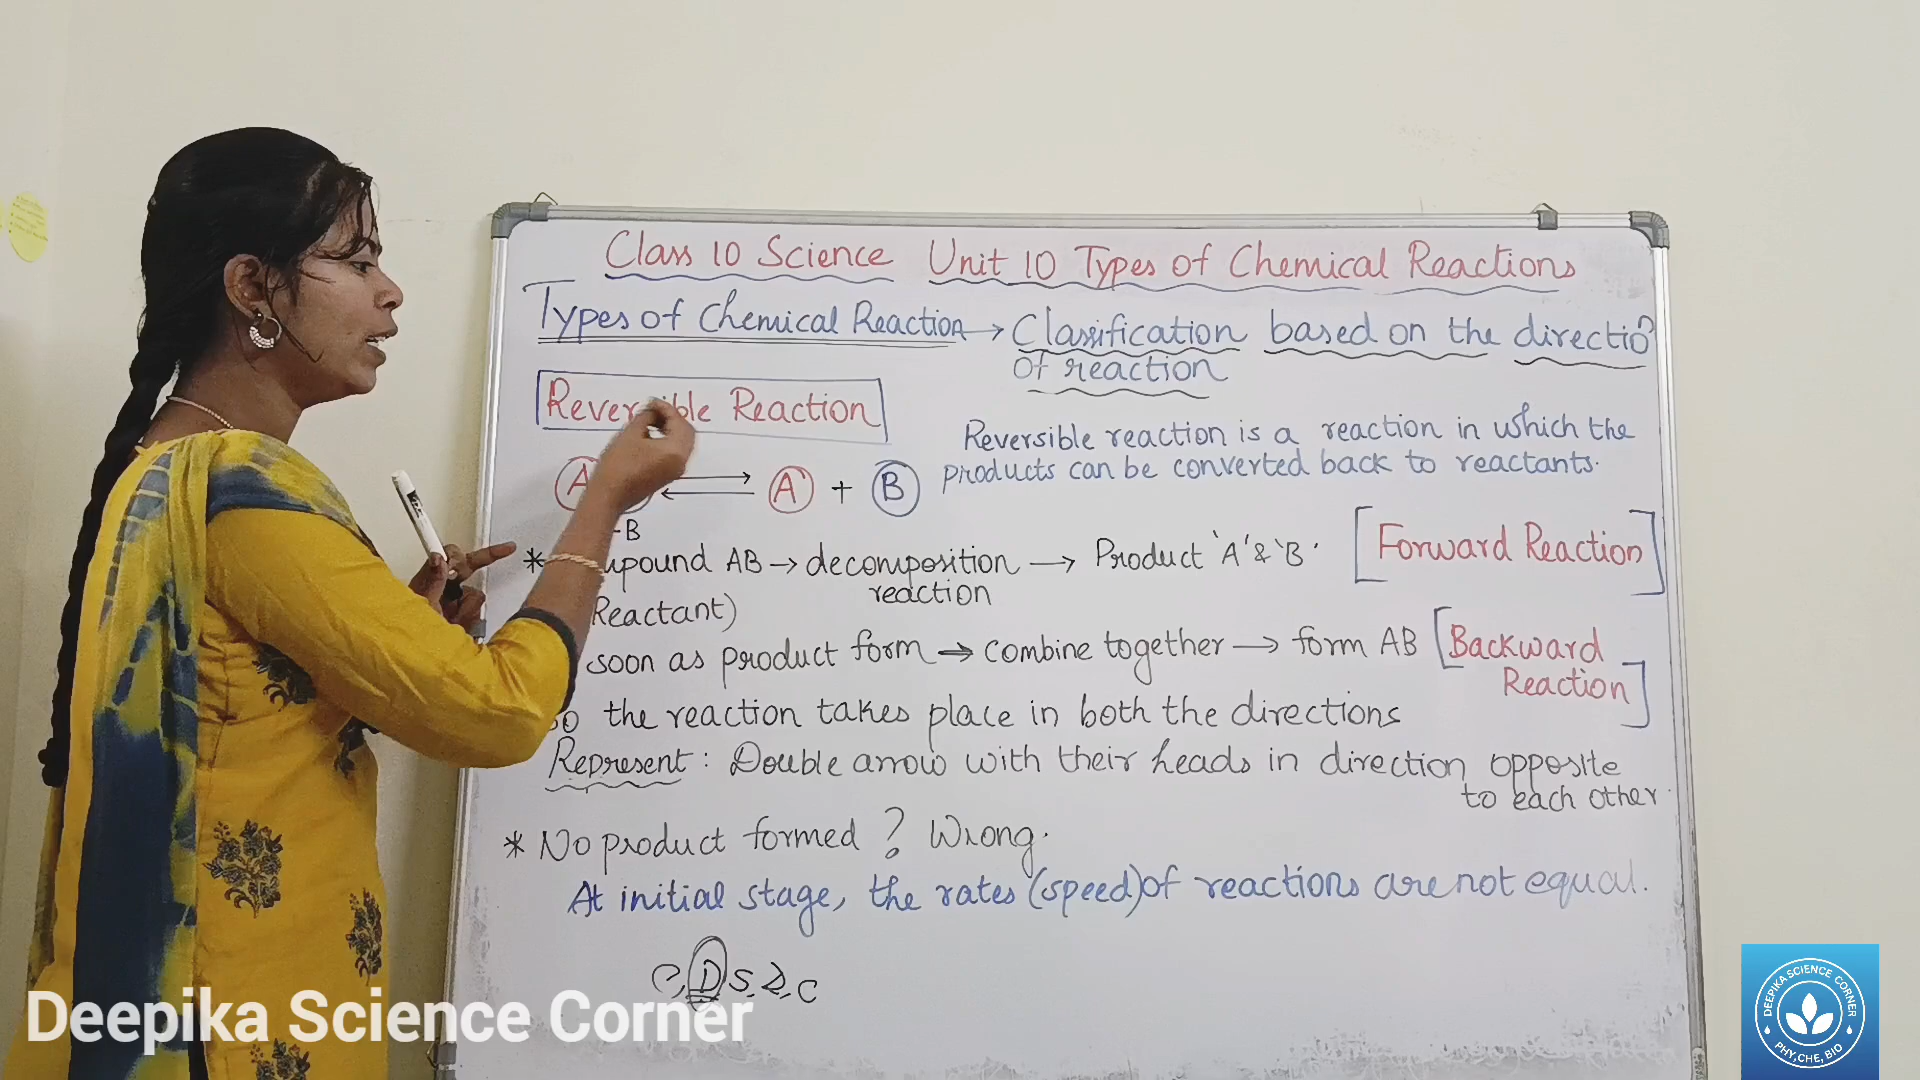 Class 10 Science Unit 10 Types of Chemical Reactions
Types of Chemical Reaction → Classification based on the directio
of reaction
Reversible Reaction
Reversible reaction is a reaction in which the
products can be converted back to reactants.
A ⇌ A + B
-B
* mpound AB → decomposition → Product 'A' & 'B' [Forward Reaction]
reaction
Reactant)
soon as product form → combine together → form AB [Backward
Reaction]
so the reaction takes place in both the directions
Represent : Double arrow with their heads in direction opposite
to each other.
* No product formed ? Wrong.
At initial stage, the rates (speed) of reactions are not equal.
C, D, S, D, C
Deepika Science Corner
DEEPIKA SCIENCE CORNER
PHY, CHE, BIO